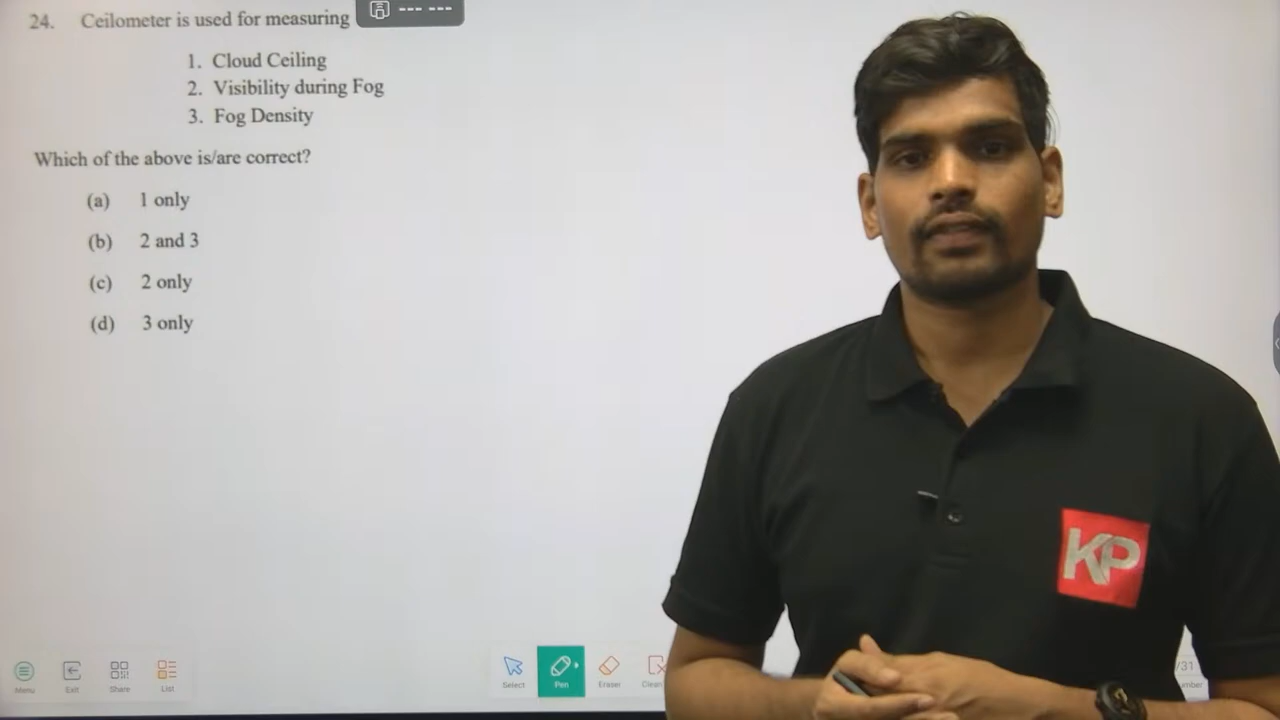 24. Ceilometer is used for measuring
1. Cloud Ceiling
2. Visibility during Fog
3. Fog Density
Which of the above is/are correct?
(a) 1 only
(b) 2 and 3
(c) 2 only
(d) 3 only
KP
Menu Exit Share List Select Pen Eraser Clear /31